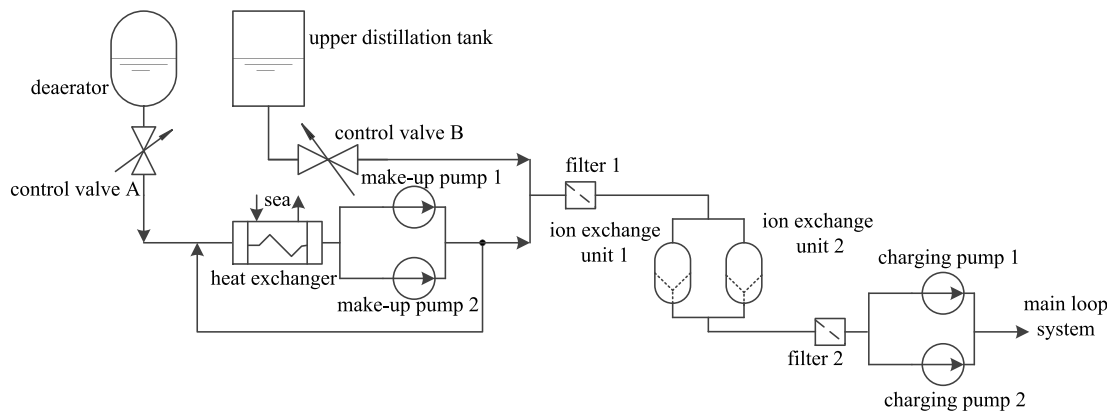 upper distillation tank
deaerator
control valve B
control valve A
make-up pump 1
filter 1
sea
ion exchange
unit 1
ion exchange
unit 2
heat exchanger
make-up pump 2
charging pump 1
main loop
system
filter 2
charging pump 2